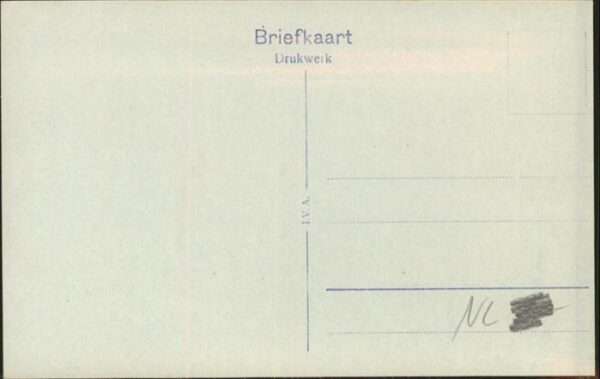 Briefkaart
Drukwerk
J.V.A.
NL